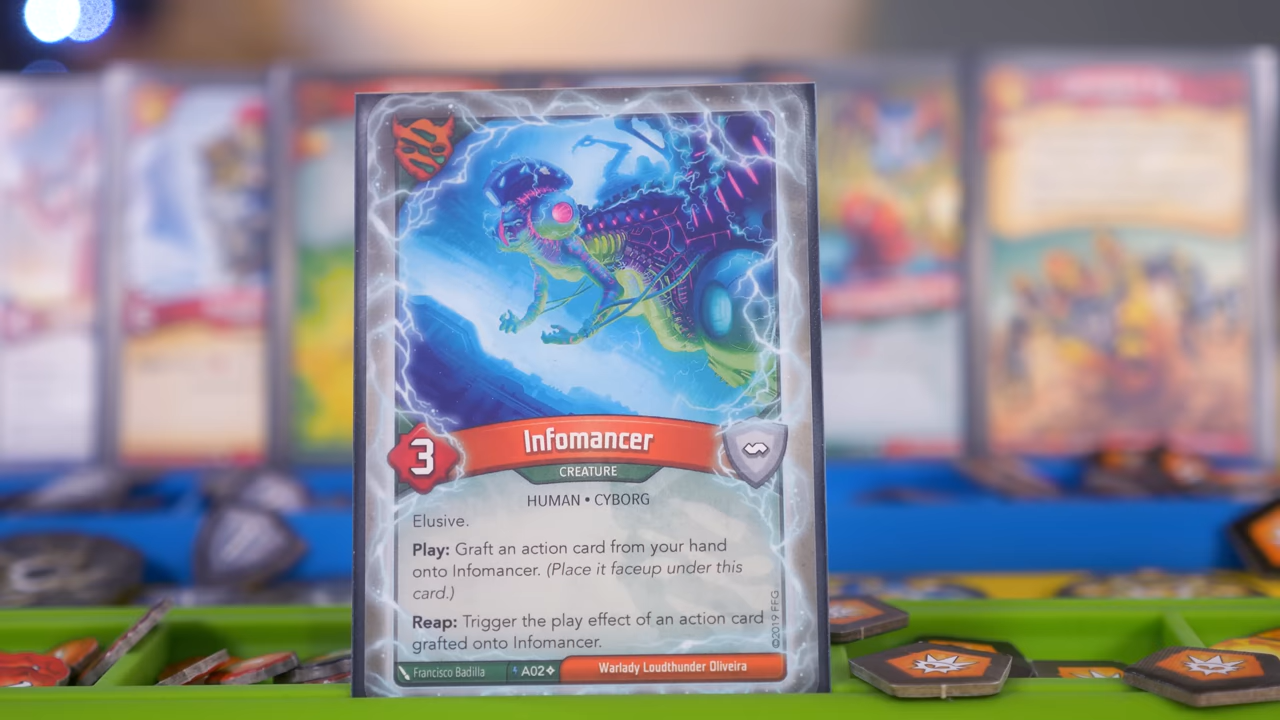 3
Infomancer
CREATURE
HUMAN • CYBORG
Elusive.
Play: Graft an action card from your hand
onto Infomancer. (Place it faceup under this
card.)
Reap: Trigger the play effect of an action card
grafted onto Infomancer.
©2019 FFG
Francisco Badilla
A02
Warlady Loudthunder Oliveira